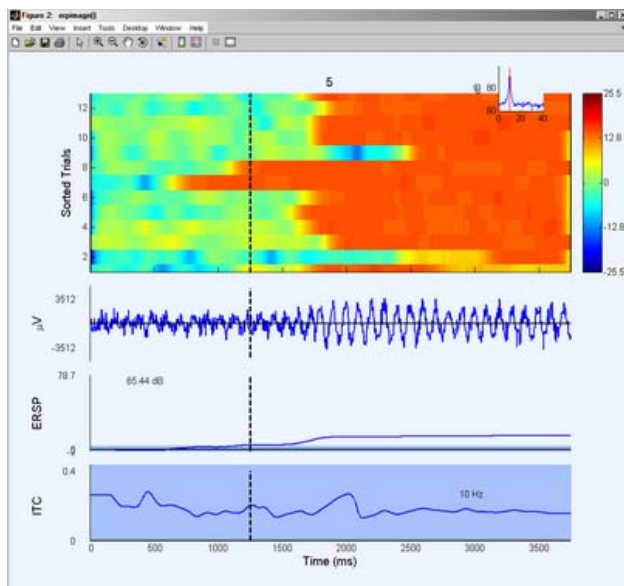 Figure 2: erpimage()
File Edit View Insert Tools Desktop Window Help
5
dB
80
60
0 20 40
Sorted Trials
12
10
8
6
4
2
25.5
12.8
0
-12.8
-25.5
µV
3512
-3512
ERSP
78.7
65.44 dB
ITC
0.4
0
10 Hz
0 500 1000 1500 2000 2500 3000 3500
Time (ms)